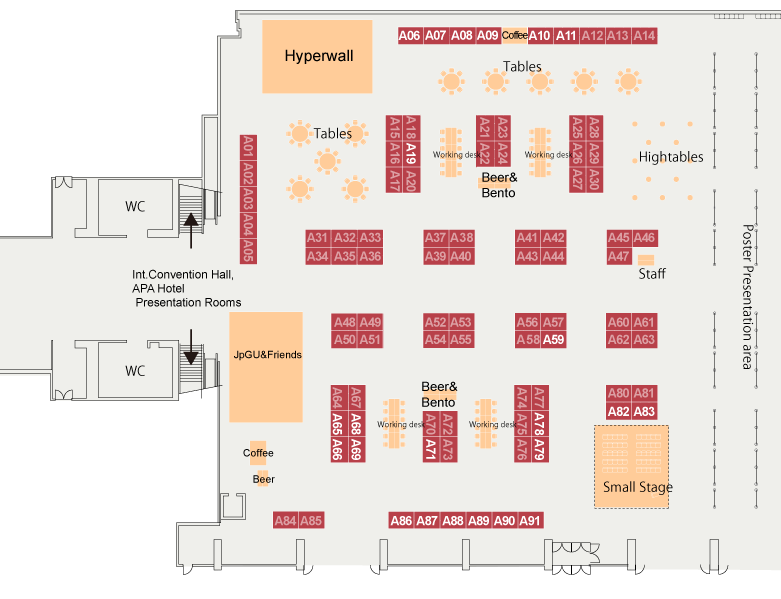 A06 A07 A08 A09 Coffee A10 A11 A12 A13 A14
Hyperwall
Tables
Tables
A15 A18 A21 A23 A25 A28
A16 A19 A22 A24 A26 A29
A17 A20 A27 A30
Working desk
Working desk
Hightables
Beer&
Bento
A01
A02
A03
A04
A05
WC
A31 A32 A33 A37 A38 A41 A42 A45 A46
A34 A35 A36 A39 A40 A43 A44 A47
Staff
Poster Presentation area
Int.Convention Hall,
APA Hotel
Presentation Rooms
A48 A49 A52 A53 A56 A57 A60 A61
A50 A51 A54 A55 A58 A59 A62 A63
JpGU&Friends
WC
Beer&
Bento
A64 A67 A74 A77 A80 A81
A65 A68 A70 A72 A75 A78 A82 A83
A66 A69 A71 A73 A76 A79
Working desk
Working desk
Coffee
Beer
Small Stage
A84 A85 A86 A87 A88 A89 A90 A91